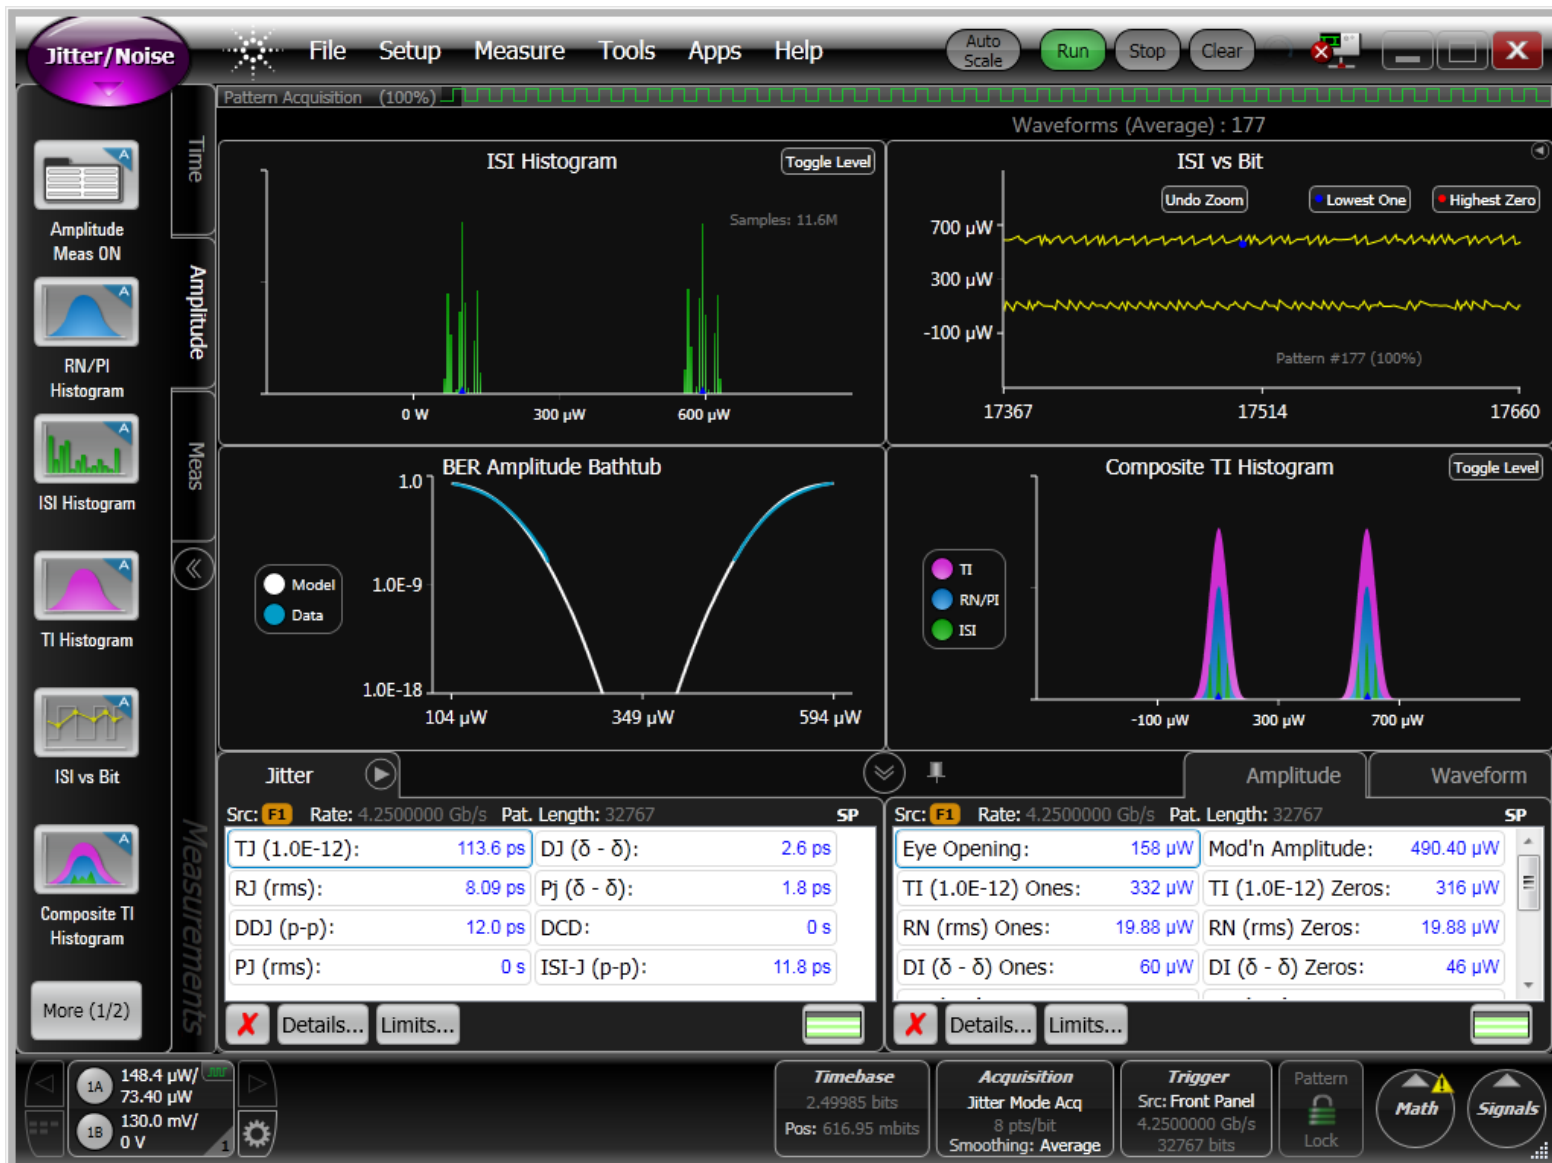 Jitter/Noise
File Setup Measure Tools Apps Help
Auto Scale
Run
Stop
Clear
Pattern Acquisition (100%)
Waveforms (Average) : 177
Time
Amplitude
Meas
Measurements
Amplitude
Meas ON
RN/PI
Histogram
ISI Histogram
TI Histogram
ISI vs Bit
Composite TI
Histogram
More (1/2)
ISI Histogram
Toggle Level
Samples: 11.6M
0 W 300 µW 600 µW
ISI vs Bit
Undo Zoom
Lowest One
Highest Zero
700 µW
300 µW
-100 µW
Pattern #177 (100%)
17367 17514 17660
BER Amplitude Bathtub
1.0
1.0E-9
1.0E-18
Model
Data
104 µW 349 µW 594 µW
Composite TI Histogram
Toggle Level
TI
RN/PI
ISI
-100 µW 300 µW 700 µW
Jitter
Src: F1 Rate: 4.2500000 Gb/s Pat. Length: 32767 SP
TJ (1.0E-12): 113.6 ps DJ (δ - δ): 2.6 ps
RJ (rms): 8.09 ps Pj (δ - δ): 1.8 ps
DDJ (p-p): 12.0 ps DCD: 0 s
PJ (rms): 0 s ISI-J (p-p): 11.8 ps
Details... Limits...
Amplitude Waveform
Src: F1 Rate: 4.2500000 Gb/s Pat. Length: 32767 SP
Eye Opening: 158 µW Mod'n Amplitude: 490.40 µW
TI (1.0E-12) Ones: 332 µW TI (1.0E-12) Zeros: 316 µW
RN (rms) Ones: 19.88 µW RN (rms) Zeros: 19.88 µW
DI (δ - δ) Ones: 60 µW DI (δ - δ) Zeros: 46 µW
Details... Limits...
1A 148.4 µW/
73.40 µW
1B 130.0 mV/
0 V
1
Timebase
2.49985 bits
Pos: 616.95 mbits
Acquisition
Jitter Mode Acq
8 pts/bit
Smoothing: Average
Trigger
Src: Front Panel
4.2500000 Gb/s
32767 bits
Pattern
Lock
Math
Signals